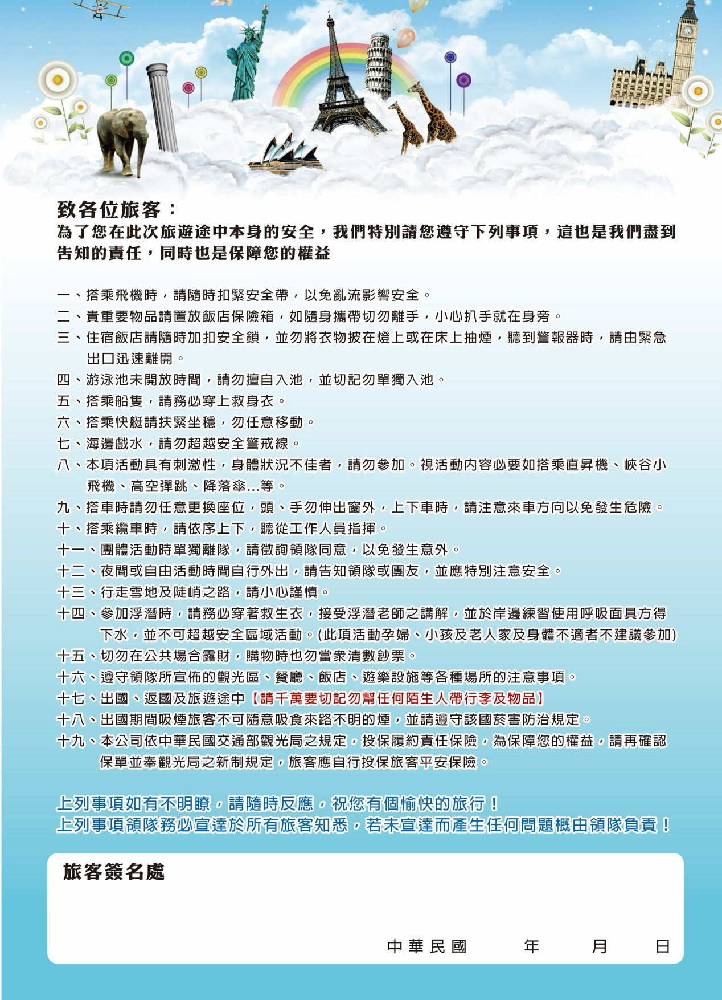 致各位旅客：
為了您在此次旅遊途中本身的安全，我們特別請您遵守下列事項，這也是我們盡到
告知的責任，同時也是保障您的權益
一、搭乘飛機時，請隨時扣緊安全帶，以免亂流影響安全。
二、貴重要物品請置放飯店保險箱，如隨身攜帶切勿離手，小心扒手就在身旁。
三、住宿飯店請隨時加扣安全鎖，並勿將衣物披在燈上或在床上抽煙，聽到警報器時，請由緊急
出口迅速離開。
四、游泳池未開放時間，請勿擅自入池，並切記勿單獨入池。
五、搭乘船隻，請務必穿上救身衣。
六、搭乘快艇請扶緊坐穩，勿任意移動。
七、海邊戲水，請勿超越安全警戒線。
八、本項活動具有刺激性，身體狀況不佳者，請勿參加。視活動內容必要如搭乘直昇機、峽谷小
飛機、高空彈跳、降落傘...等。
九、搭車時請勿任意更換座位，頭、手勿伸出窗外，上下車時，請注意來車方向以免發生危險。
十、搭乘纜車時，請依序上下，聽從工作人員指揮。
十一、團體活動時單獨離隊，請徵詢領隊同意，以免發生意外。
十二、夜間或自由活動時間自行外出，請告知領隊或團友，並應特別注意安全。
十三、行走雪地及陡峭之路，請小心謹慎。
十四、參加浮潛時，請務必穿著救生衣，接受浮潛老師之講解，並於岸邊練習使用呼吸面具方得
下水，並不可超越安全區域活動。(此項活動孕婦、小孩及老人家及身體不適者不建議參加)
十五、切勿在公共場合露財，購物時也勿當眾清數鈔票。
十六、遵守領隊所宣佈的觀光區、餐廳、飯店、遊樂設施等各種場所的注意事項。
十七、出國、返國及旅遊途中【請千萬要切記勿幫任何陌生人帶行李及物品】
十八、出國期間吸煙旅客不可隨意吸食來路不明的煙，並請遵守該國菸害防治規定。
十九、本公司依中華民國交通部觀光局之規定，投保履約責任保險，為保障您的權益，請再確認
保單並奉觀光局之新制規定，旅客應自行投保旅客平安保險。
上列事項如有不明瞭，請隨時反應，祝您有個愉快的旅行！
上列事項領隊務必宣達於所有旅客知悉，若未宣達而產生任何問題概由領隊負責！
旅客簽名處
中華民國 年 月 日